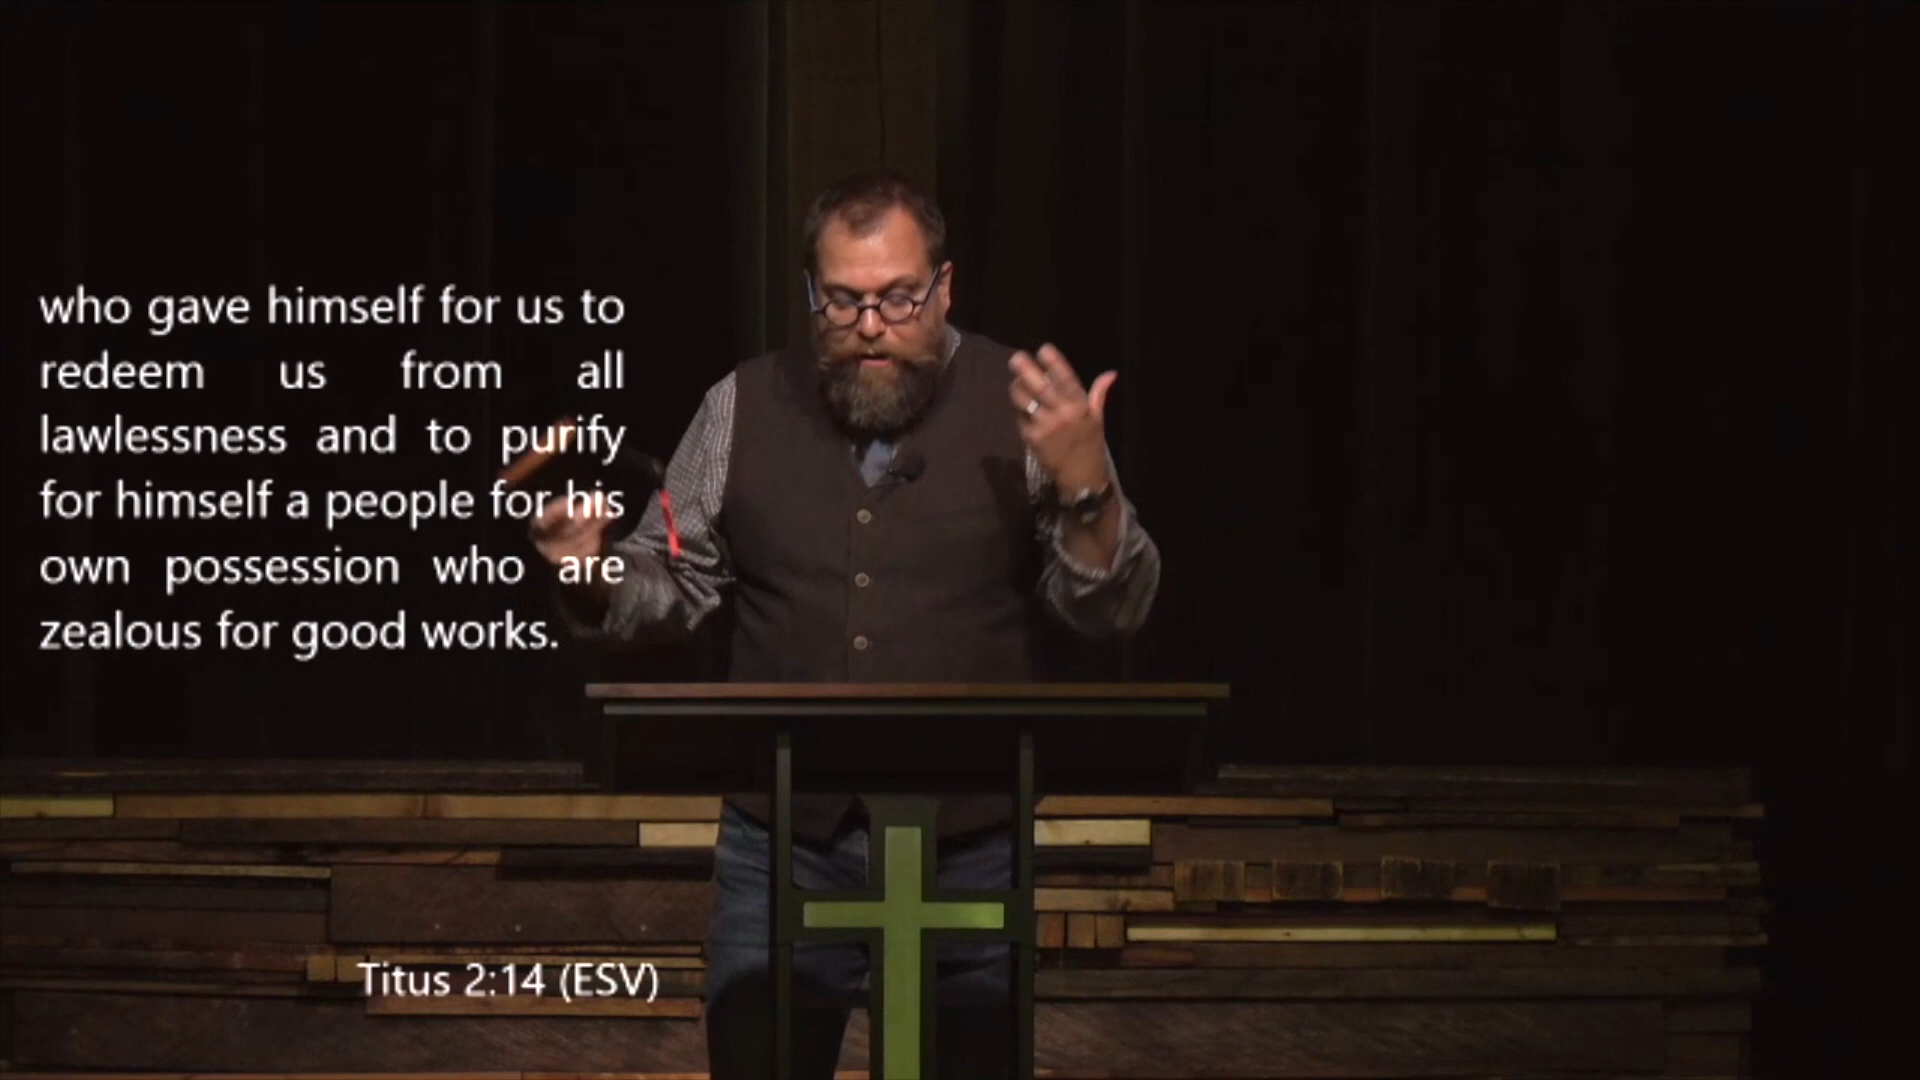 who gave himself for us to
redeem us from all
lawlessness and to purify
for himself a people for his
own possession who are
zealous for good works.
Titus 2:14 (ESV)